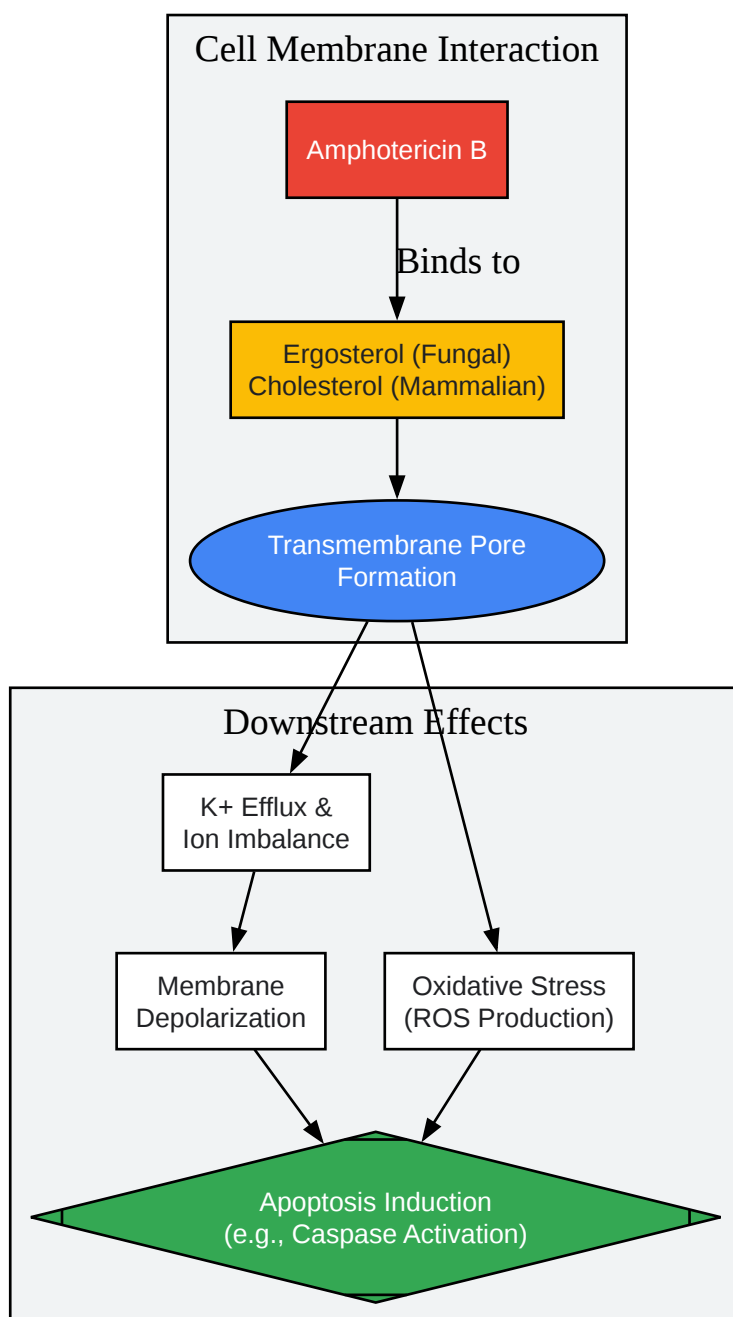 Cell Membrane Interaction
Amphotericin B
Binds to
Ergosterol (Fungal)
Cholesterol (Mammalian)
Transmembrane Pore
Formation
Downstream Effects
K+ Efflux &
Ion Imbalance
Membrane
Depolarization
Oxidative Stress
(ROS Production)
Apoptosis Induction
(e.g., Caspase Activation)